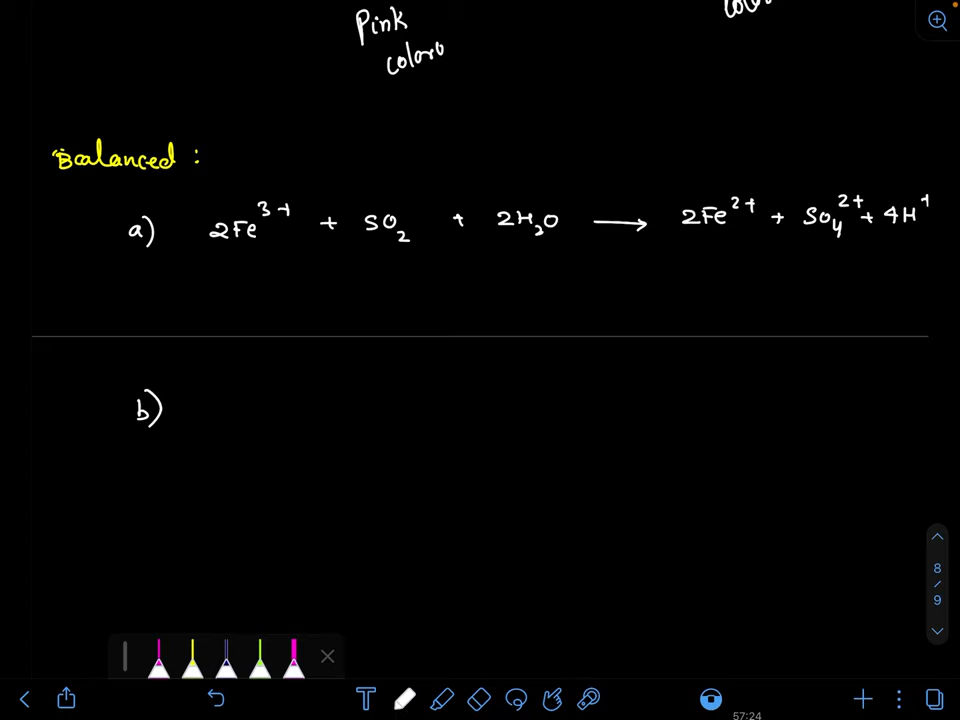 Pink
coloro
Balanced :
a) 2Fe³⁺ + SO₂ + 2H₂O ⟶ 2Fe²⁺ + SO₄²⁺ + 4H⁺
b)
8
/
9
T
57:24